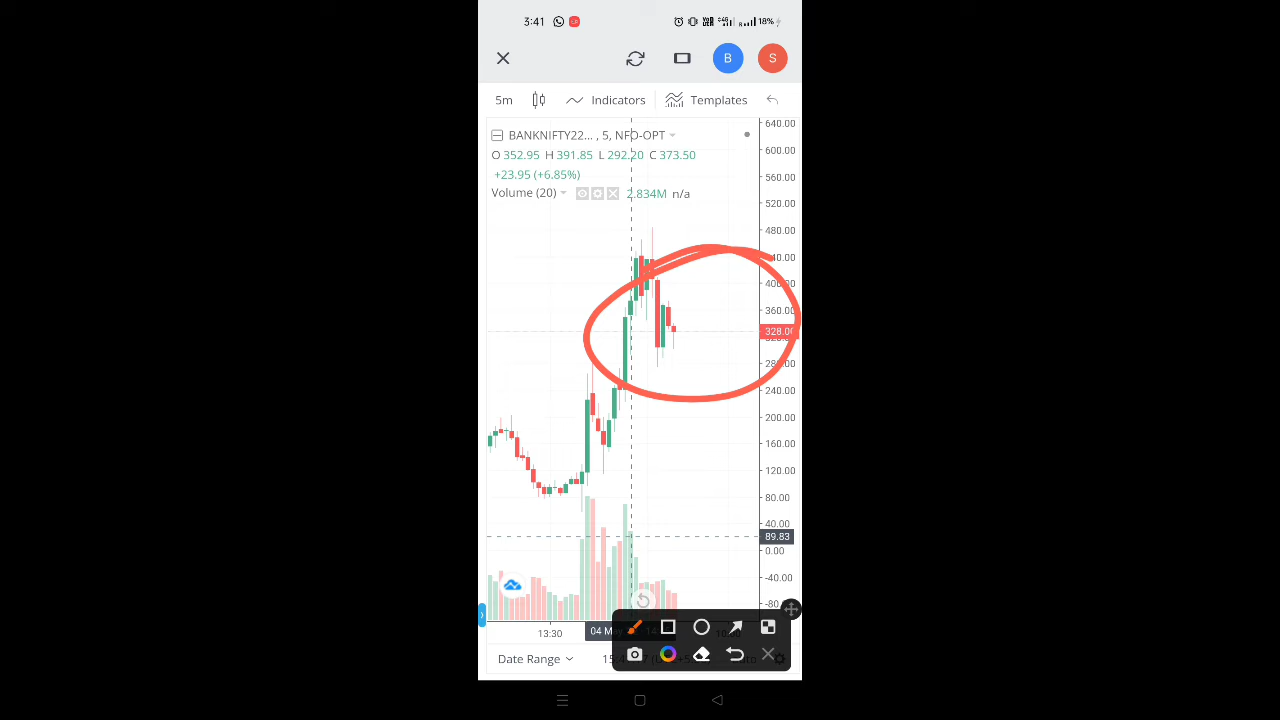 3:41
18%
B S
5m Indicators Templates
BANKNIFTY22... , 5, NFO-OPT
O 352.95 H 391.85 L 292.20 C 373.50
+23.95 (+6.85%)
Volume (20) 2.834M n/a
640.00
600.00
560.00
520.00
480.00
400.00
360.00
328.00
240.00
200.00
160.00
120.00
80.00
40.00
89.83
0.00
-40.00
13:30 04 May
Date Range